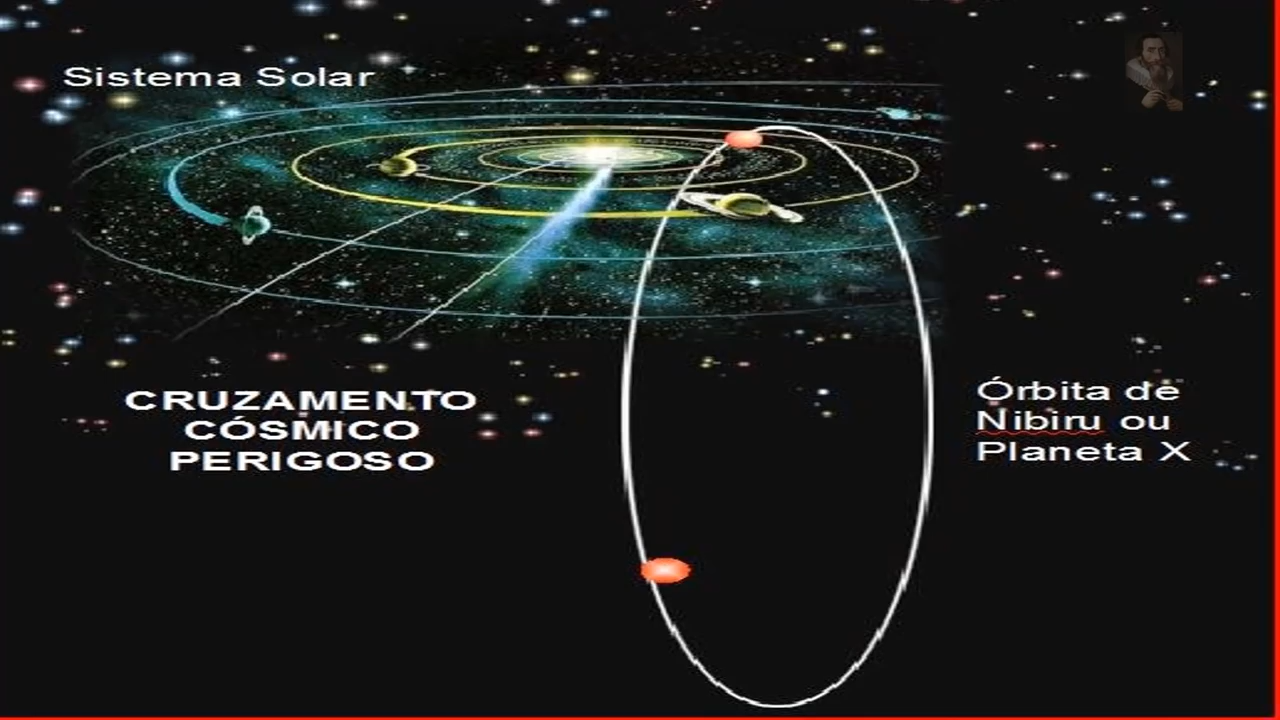 Sistema Solar
CRUZAMENTO
CÓSMICO
PERIGOSO
Órbita de
Nibiru ou
Planeta X